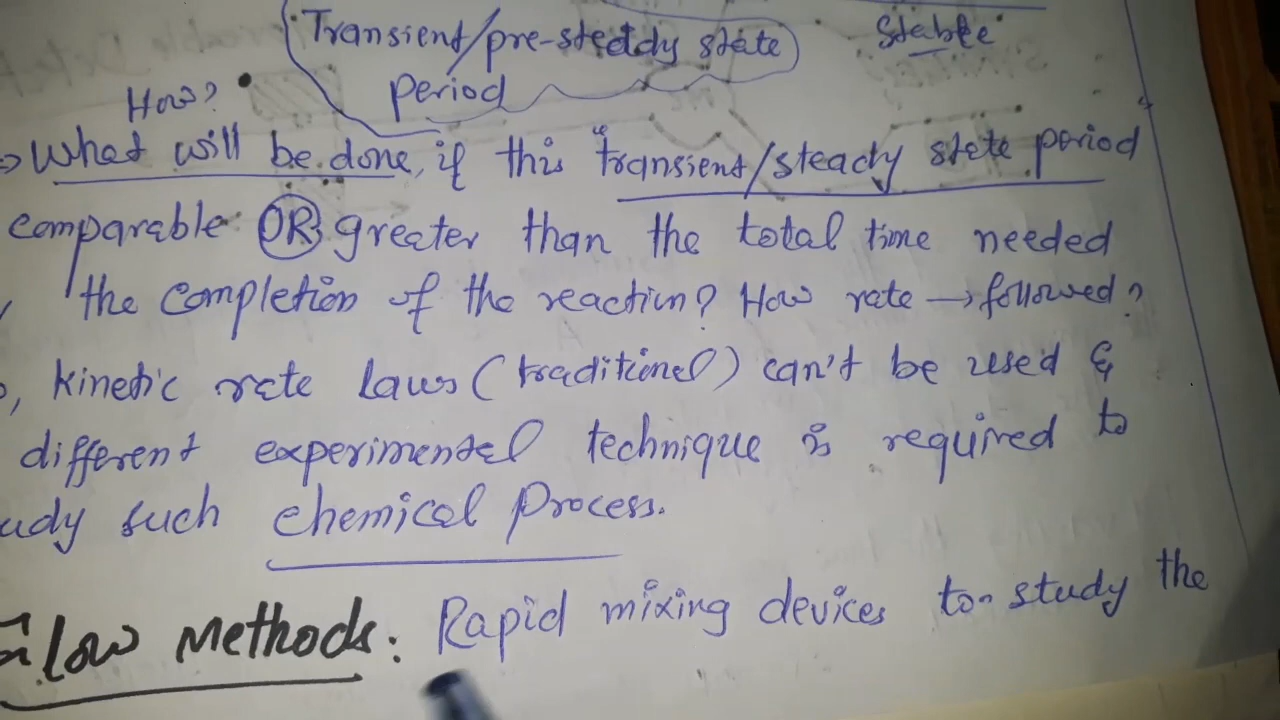 Transient/pre-steady state
Stable
period
How?
⇒ What will be done, if this transient/steady state period
comparable OR greater than the total time needed
the completion of the reaction? How rate → followed?
, kinetic rate laws (traditional) can't be used &
different experimental technique is required to
udy such chemical process.
Flow Methods: Rapid mixing devices to study the